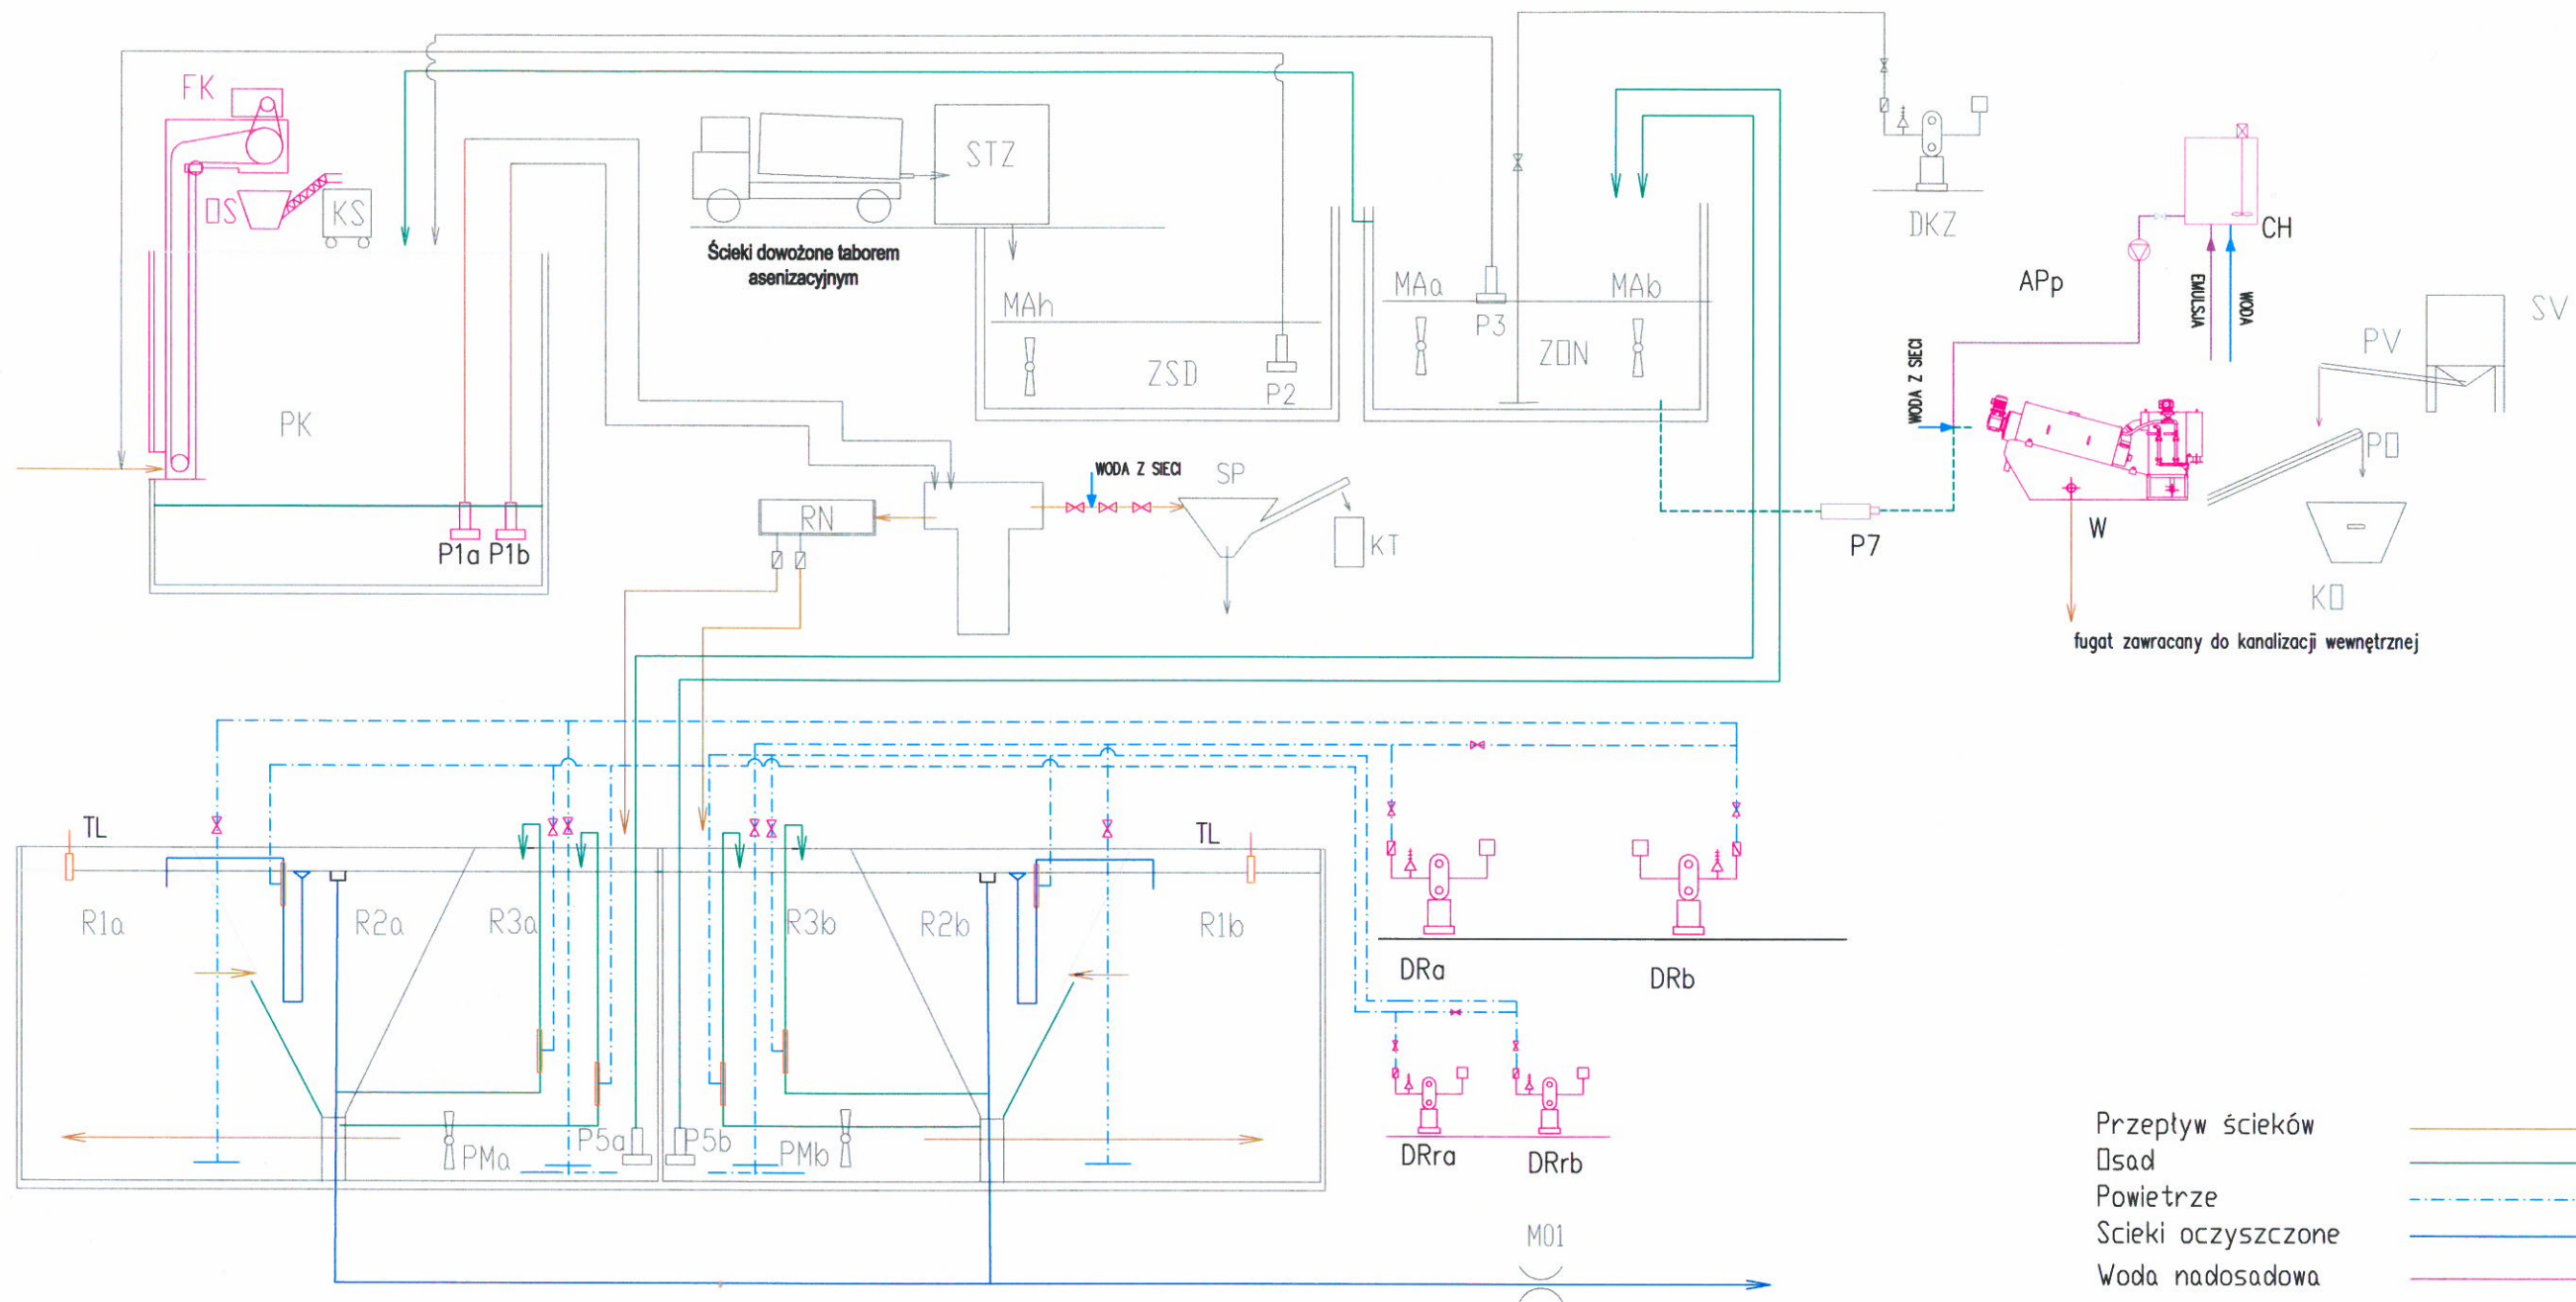 FK
OS
KS
STZ
Ścieki dowożone taborem
asenizacyjnym
DKZ
CH
EMULSJA
WODA
APp
SV
PV
MAh
MAa
MAb
P3
ZON
ZSD
P2
WODA Z SIECI
PK
PO
WODA Z SIECI
SP
RN
KT
P1a P1b
P7
W
KO
fugat zawracany do kanalizacji wewnętrznej
TL
TL
R1a
R2a
R3a
R3b
R2b
R1b
DRa
DRb
P5a
P5b
PMa
PMb
DRra
DRrb
Przepływ ścieków
Osad
Powietrze
Scieki oczyszczone
Woda nadosadowa
M01